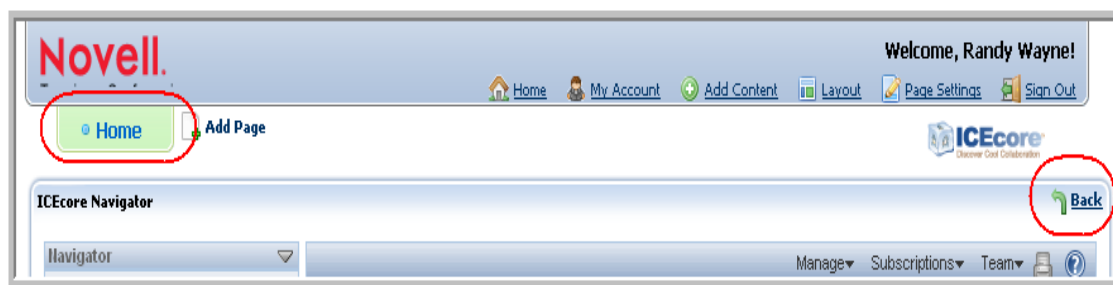 Novell.
Welcome, Randy Wayne!
Home My Account Add Content Layout Page Settings Sign Out
Home Add Page
ICEcore
Discover Cool Collaboration
ICEcore Navigator Back
Navigator
Manage Subscriptions Team